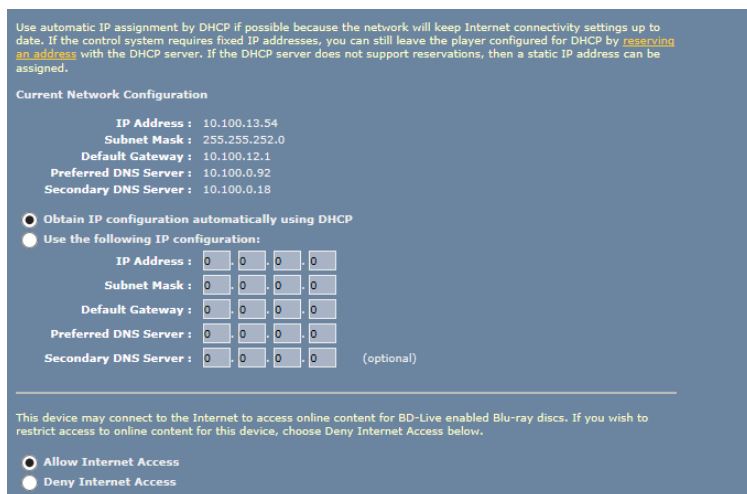 Use automatic IP assignment by DHCP if possible because the network will keep Internet connectivity settings up to
date. If the control system requires fixed IP addresses, you can still leave the player configured for DHCP by reserving
an address with the DHCP server. If the DHCP server does not support reservations, then a static IP address can be
assigned.
Current Network Configuration
IP Address : 10.100.13.54
Subnet Mask : 255.255.252.0
Default Gateway : 10.100.12.1
Preferred DNS Server : 10.100.0.92
Secondary DNS Server : 10.100.0.18
Obtain IP configuration automatically using DHCP
Use the following IP configuration:
IP Address : 0 . 0 . 0 . 0
Subnet Mask : 0 . 0 . 0 . 0
Default Gateway : 0 . 0 . 0 . 0
Preferred DNS Server : 0 . 0 . 0 . 0
Secondary DNS Server : 0 . 0 . 0 . 0 (optional)
This device may connect to the Internet to access online content for BD-Live enabled Blu-ray discs. If you wish to
restrict access to online content for this device, choose Deny Internet Access below.
Allow Internet Access
Deny Internet Access